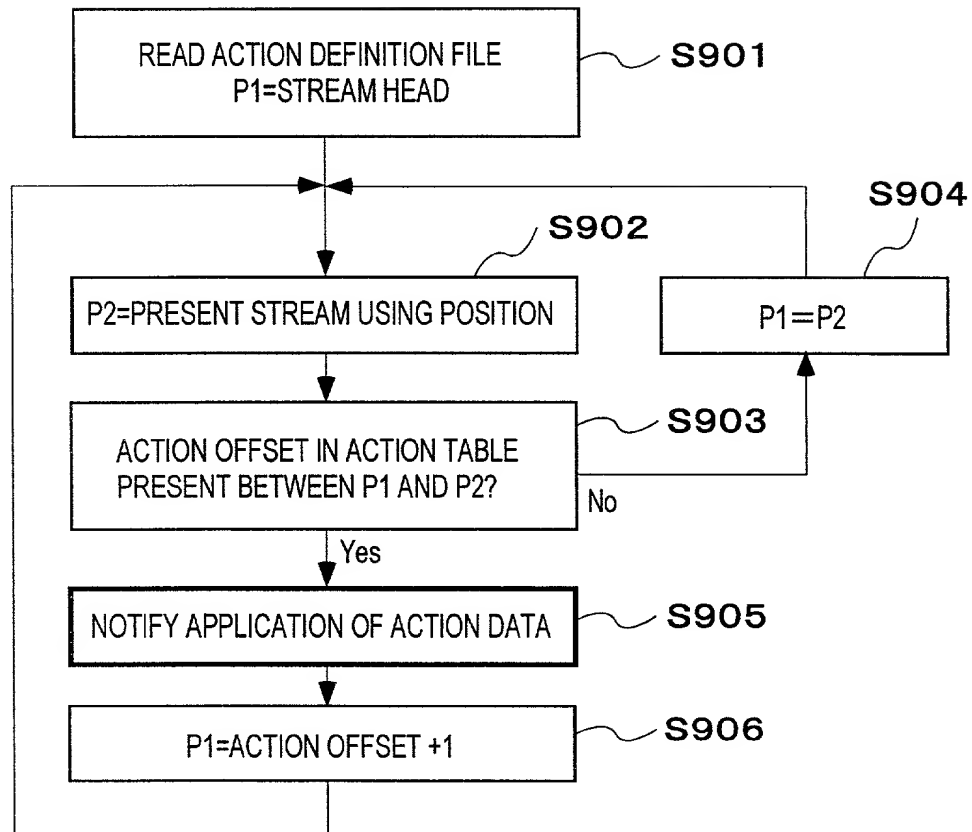 READ ACTION DEFINITION FILE
P1=STREAM HEAD
S901
S904
S902
P2=PRESENT STREAM USING POSITION
P1=P2
S903
ACTION OFFSET IN ACTION TABLE
PRESENT BETWEEN P1 AND P2?
No
Yes
NOTIFY APPLICATION OF ACTION DATA
S905
P1=ACTION OFFSET +1
S906